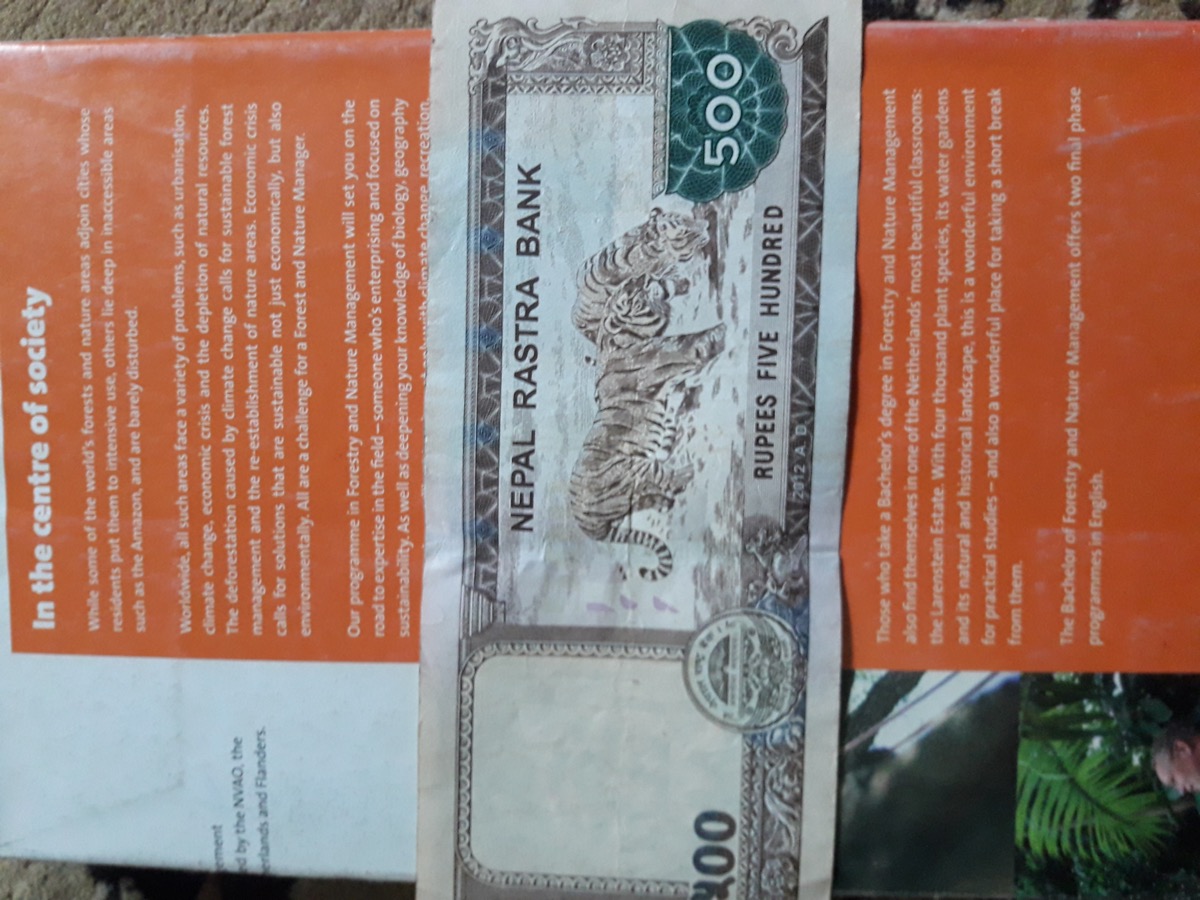 In the centre of society
While some of the world's forests and nature areas adjoin cities whose
residents put them to intensive use, others lie deep in inaccessible areas
such as the Amazon, and are barely disturbed.
Worldwide, all such areas face a variety of problems, such as urbanisation,
climate change, economic crisis and the depletion of natural resources.
The deforestation caused by climate change calls for sustainable forest
management and the re-establishment of nature areas. Economic crisis
calls for solutions that are sustainable not just economically, but also
environmentally. All are a challenge for a Forest and Nature Manager.
ement
ed by the NVAO, the
erlands and Flanders.
Our programme in Forestry and Nature Management will set you on the
road to expertise in the field – someone who's enterprising and focused on
sustainability. As well as deepening your knowledge of biology, geography
only with climate change, recreation,
NEPAL RASTRA BANK
५00
500
RUPEES FIVE HUNDRED
2012 A. D.
Those who take a Bachelor's degree in Forestry and Nature Management
also find themselves in one of the Netherlands' most beautiful classrooms:
the Larenstein Estate. With four thousand plant species, its water gardens
and its natural and historical landscape, this is a wonderful environment
for practical studies – and also a wonderful place for taking a short break
from them.
The Bachelor of Forestry and Nature Management offers two final phase
programmes in English.